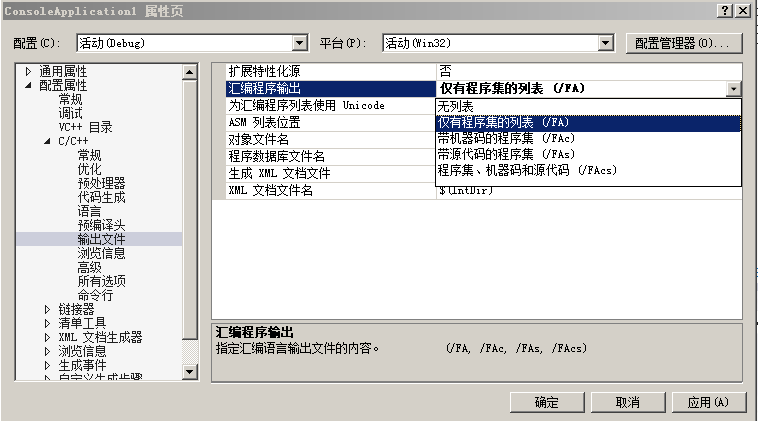 ConsoleApplication1 属性页
配置(C): 活动(Debug) 平台(P): 活动(Win32) 配置管理器(O)...
通用属性
配置属性
常规
调试
VC++ 目录
C/C++
常规
优化
预处理器
代码生成
语言
预编译头
输出文件
浏览信息
高级
所有选项
命令行
链接器
清单工具
XML 文档生成器
浏览信息
生成事件
自定义生成步骤
扩展特性化源 否
汇编程序输出 仅有程序集的列表 (/FA)
为汇编程序列表使用 Unicode
ASM 列表位置
对象文件名
程序数据库文件名
生成 XML 文档文件
XML 文档文件名 $(IntDir)
无列表
仅有程序集的列表 (/FA)
带机器码的程序集 (/FAc)
带源代码的程序集 (/FAs)
程序集、机器码和源代码 (/FAcs)
汇编程序输出
指定汇编语言输出文件的内容。 (/FA, /FAc, /FAs, /FAcs)
确定 取消 应用(A)